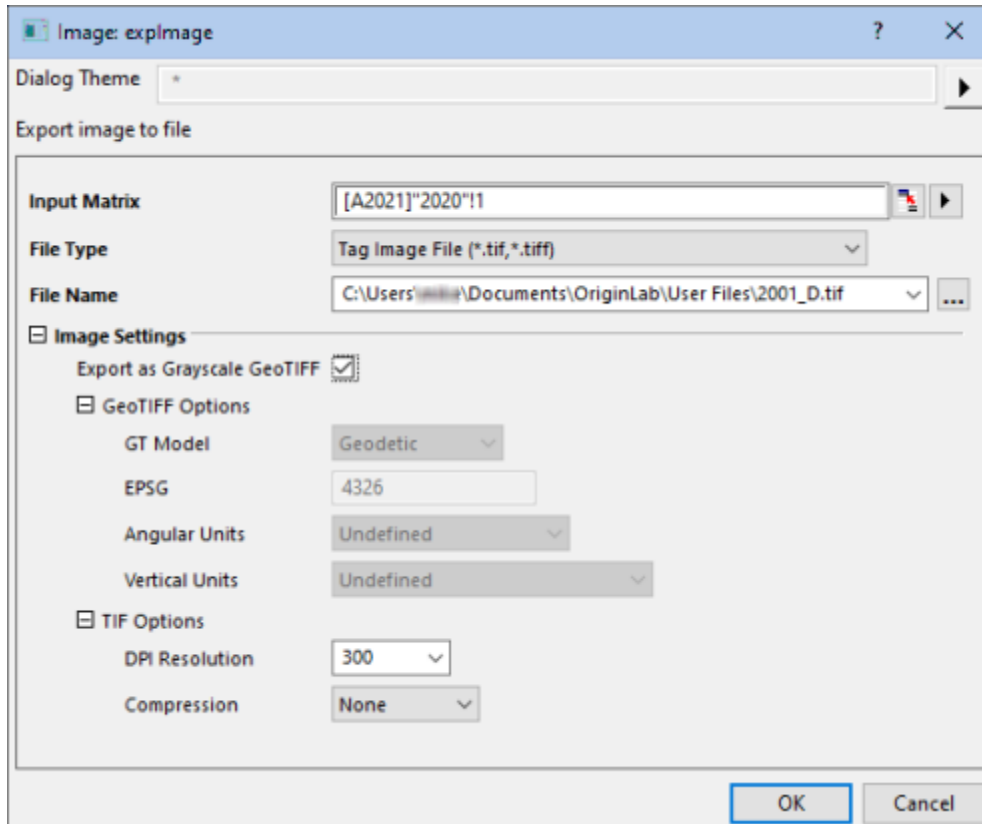 Image: expImage ?
Dialog Theme *
Export image to file
Input Matrix [A2021]"2020"!1
File Type Tag Image File (*.tif,*.tiff)
File Name C:\Users\ \Documents\OriginLab\User Files\2001_D.tif ...
Image Settings
Export as Grayscale GeoTIFF
GeoTIFF Options
GT Model Geodetic
EPSG 4326
Angular Units Undefined
Vertical Units Undefined
TIF Options
DPI Resolution 300
Compression None
OK Cancel